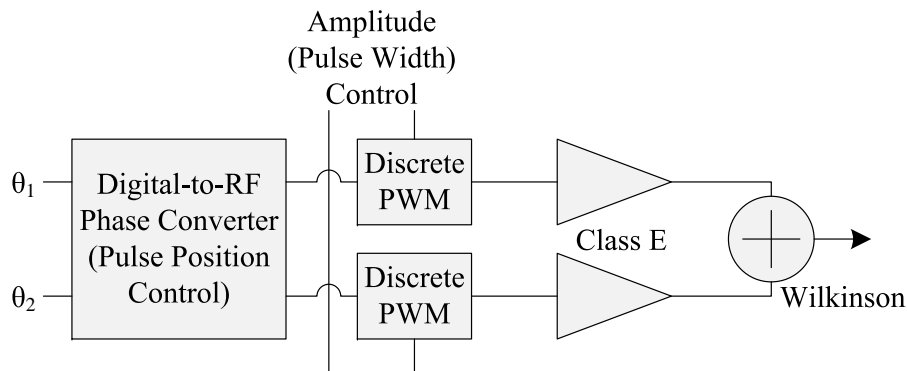 Amplitude
(Pulse Width)
Control
θ₁
Digital-to-RF
Phase Converter
(Pulse Position
Control)
θ₂
Discrete
PWM
Discrete
PWM
Class E
Wilkinson